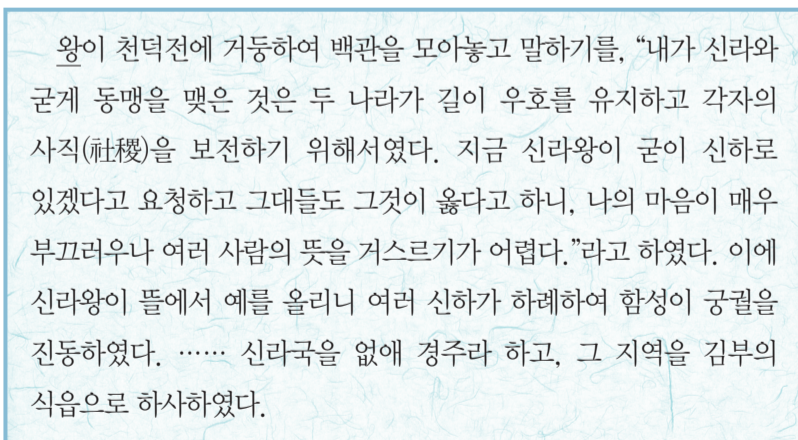 왕이 천덕전에 거둥하여 백관을 모아놓고 말하기를, “내가 신라와
굳게 동맹을 맺은 것은 두 나라가 길이 우호를 유지하고 각자의
사직(社稷)을 보전하기 위해서였다. 지금 신라왕이 굳이 신하로
있겠다고 요청하고 그대들도 그것이 옳다고 하니, 나의 마음이 매우
부끄러우나 여러 사람의 뜻을 거스르기가 어렵다.”라고 하였다. 이에
신라왕이 뜰에서 예를 올리니 여러 신하가 하례하여 함성이 궁궐을
진동하였다. …… 신라국을 없애 경주라 하고, 그 지역을 김부의
식읍으로 하사하였다.